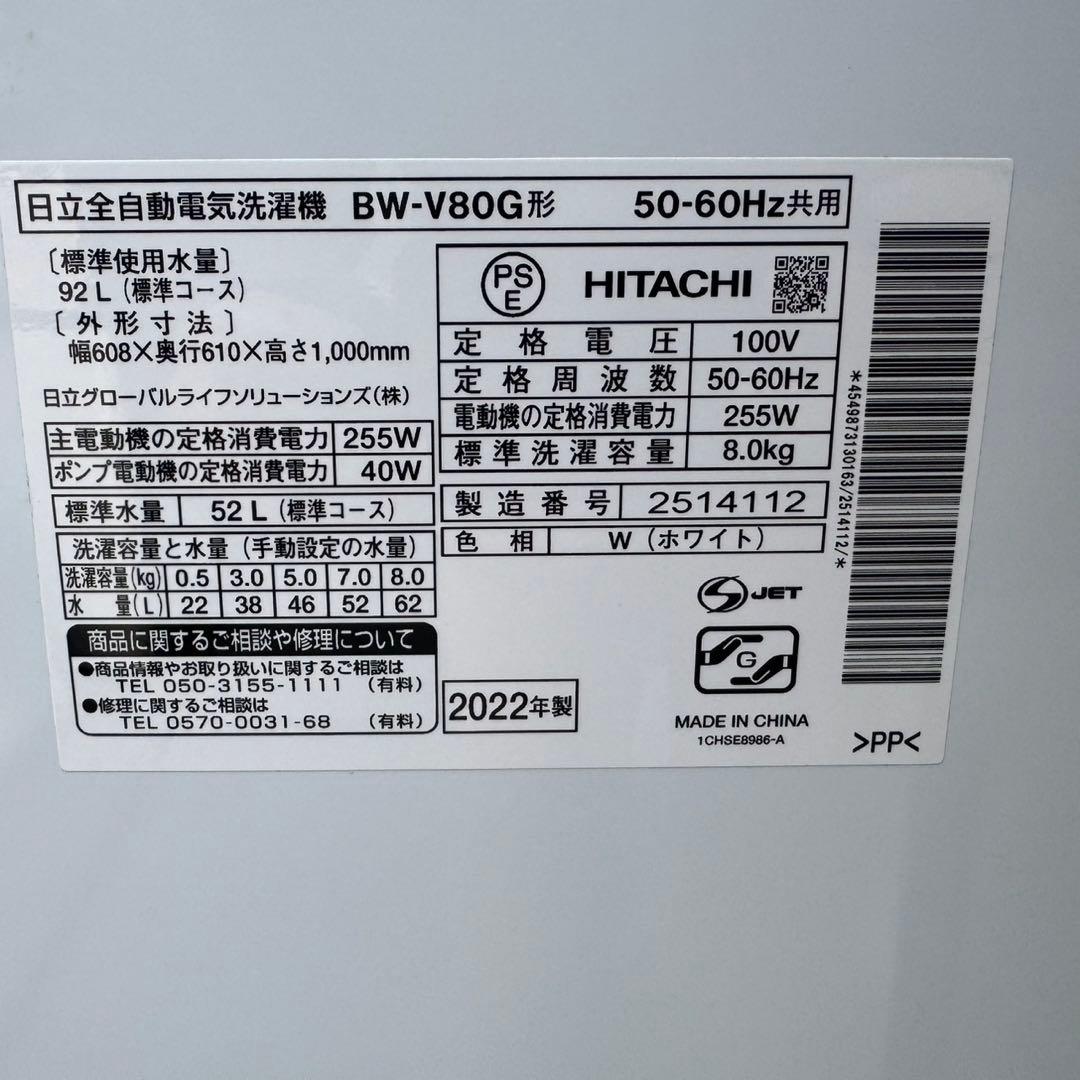 日立全自動電気洗濯機 BW-V80G形 50-60Hz共用
〔標準使用水量〕
92 L (標準コース)
〔外形寸法〕
幅608×奥行610×高さ1,000mm
日立グローバルライフソリューションズ(株)
主電動機の定格消費電力 255W
ポンプ電動機の定格消費電力 40W
標準水量 52 L (標準コース)
洗濯容量と水量 (手動設定の水量)
洗濯容量(kg) 0.5 3.0 5.0 7.0 8.0
水量(L) 22 38 46 52 62
商品に関するご相談や修理について
●商品情報やお取り扱いに関するご相談は
TEL 050-3155-1111 (有料)
●修理に関するご相談は
TEL 0570-0031-68 (有料)
PS
E
HITACHI
定格電圧 100V
定格周波数 50-60Hz
電動機の定格消費電力 255W
標準洗濯容量 8.0kg
製造番号 2514112
色相 W (ホワイト)
S JET
G
2022年製
MADE IN CHINA
1CHSE8986-A
>PP<
*4549873130163/2514112/*